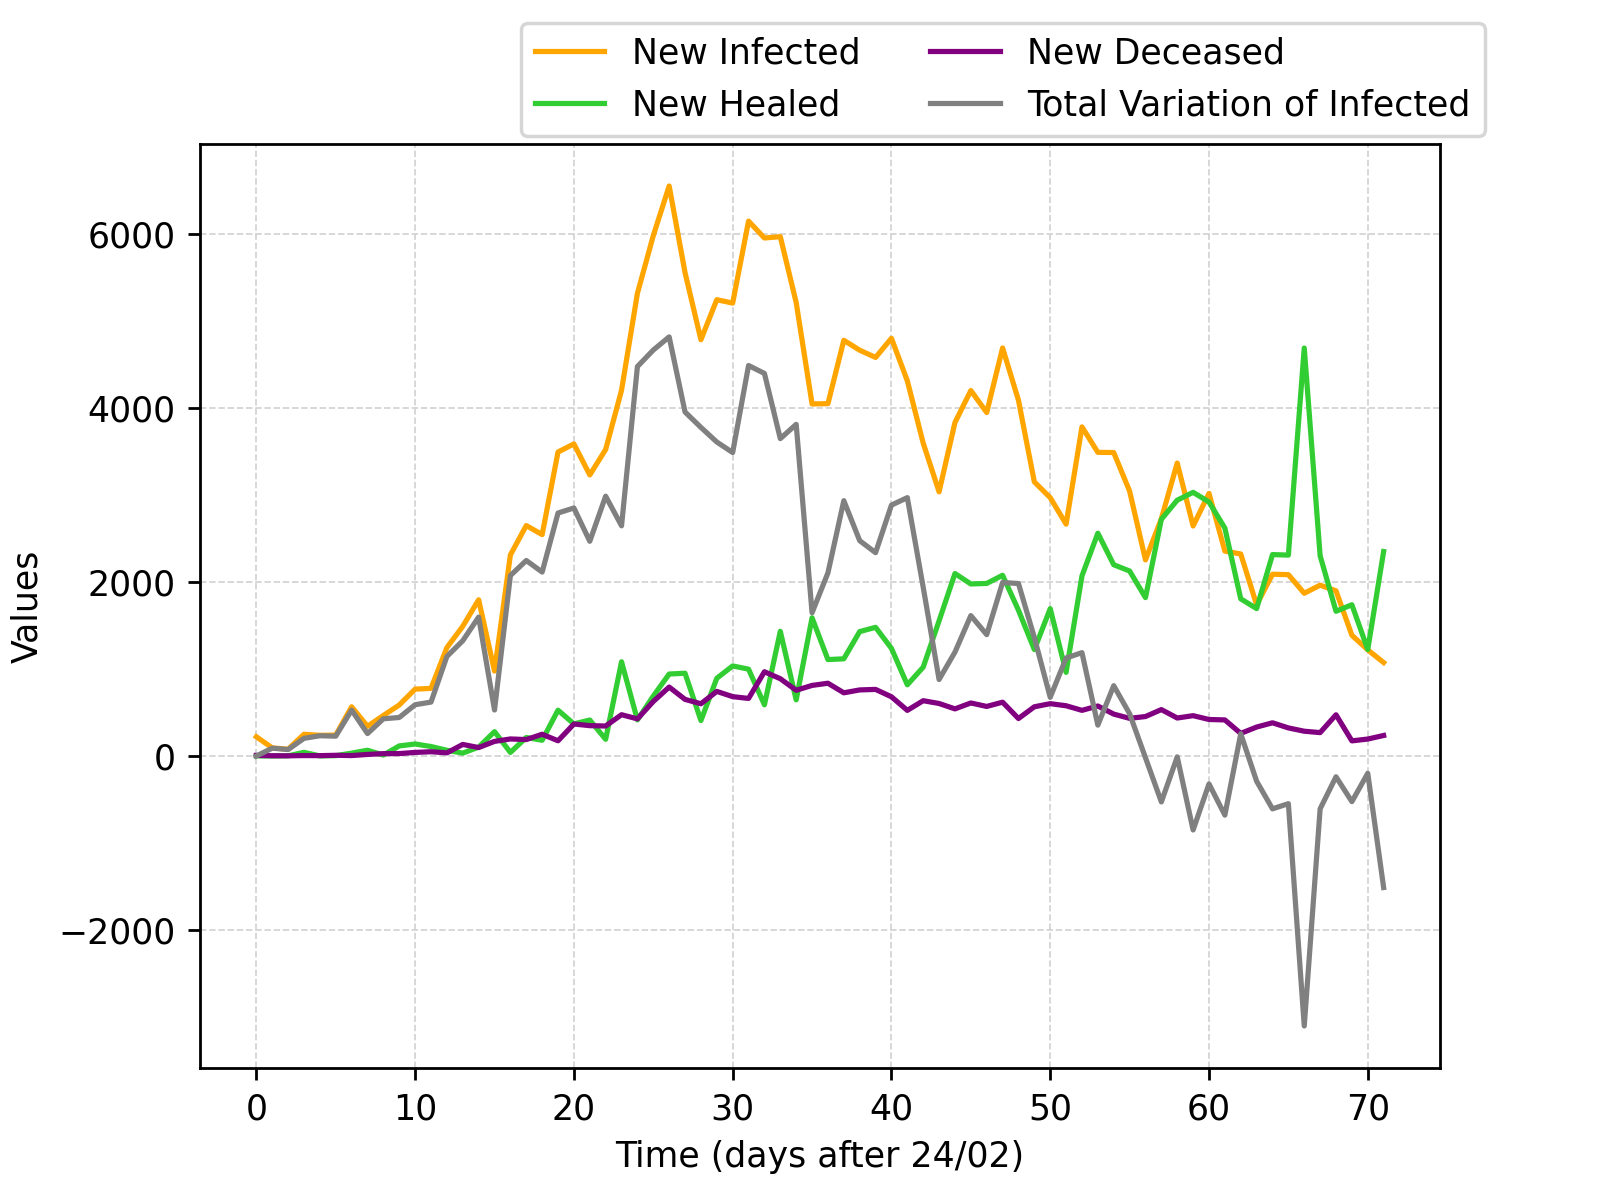 New Infected
New Healed
New Deceased
Total Variation of Infected
Values
6000
4000
2000
0
−2000
0 10 20 30 40 50 60 70
Time (days after 24/02)